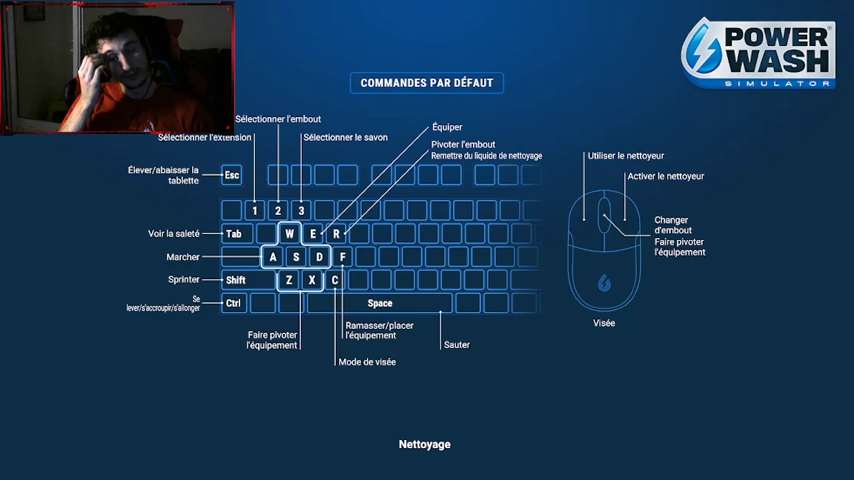 POWER
WASH
SIMULATOR
COMMANDES PAR DÉFAUT
Sélectionner l'embout
Sélectionner l'extension
Sélectionner le savon
Équiper
Pivoter l'embout
Remettre du liquide de nettoyage
Élever/abaisser la
tablette
Esc
1 2 3
Voir la saleté
Tab W E R
Marcher
A S D F
Sprinter
Shift Z X C
Se
lever/s'accroupir/s'allonger
Ctrl Space
Faire pivoter
l'équipement
Ramasser/placer
l'équipement
Mode de visée
Sauter
Utiliser le nettoyeur
Activer le nettoyeur
Changer
d'embout
Faire pivoter
l'équipement
Visée
Nettoyage